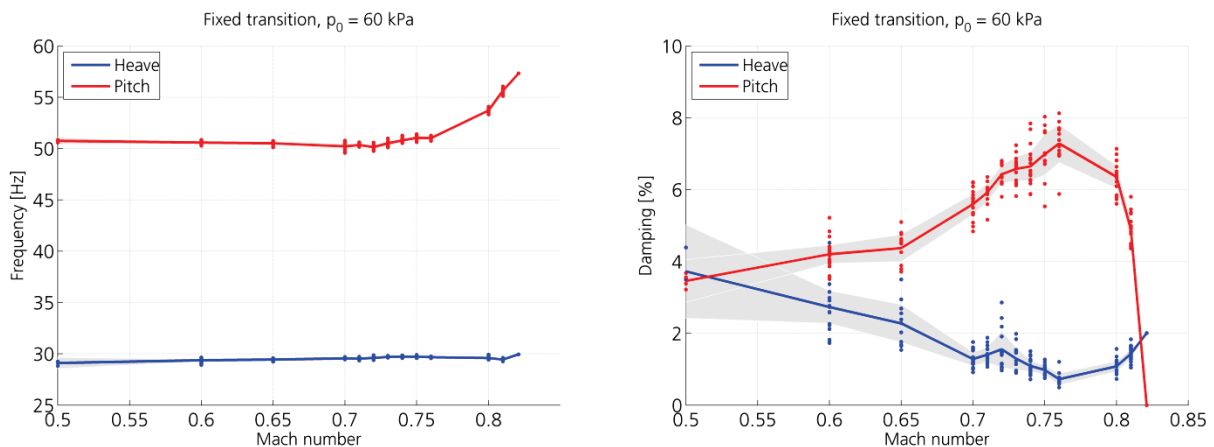 Fixed transition, p0 = 60 kPa
60
55
50
45
40
35
30
25
Frequency [Hz]
Heave
Pitch
0.5 0.55 0.6 0.65 0.7 0.75 0.8
Mach number
Fixed transition, p0 = 60 kPa
10
8
6
4
2
0
Damping [%]
Heave
Pitch
0.5 0.55 0.6 0.65 0.7 0.75 0.8 0.85
Mach number